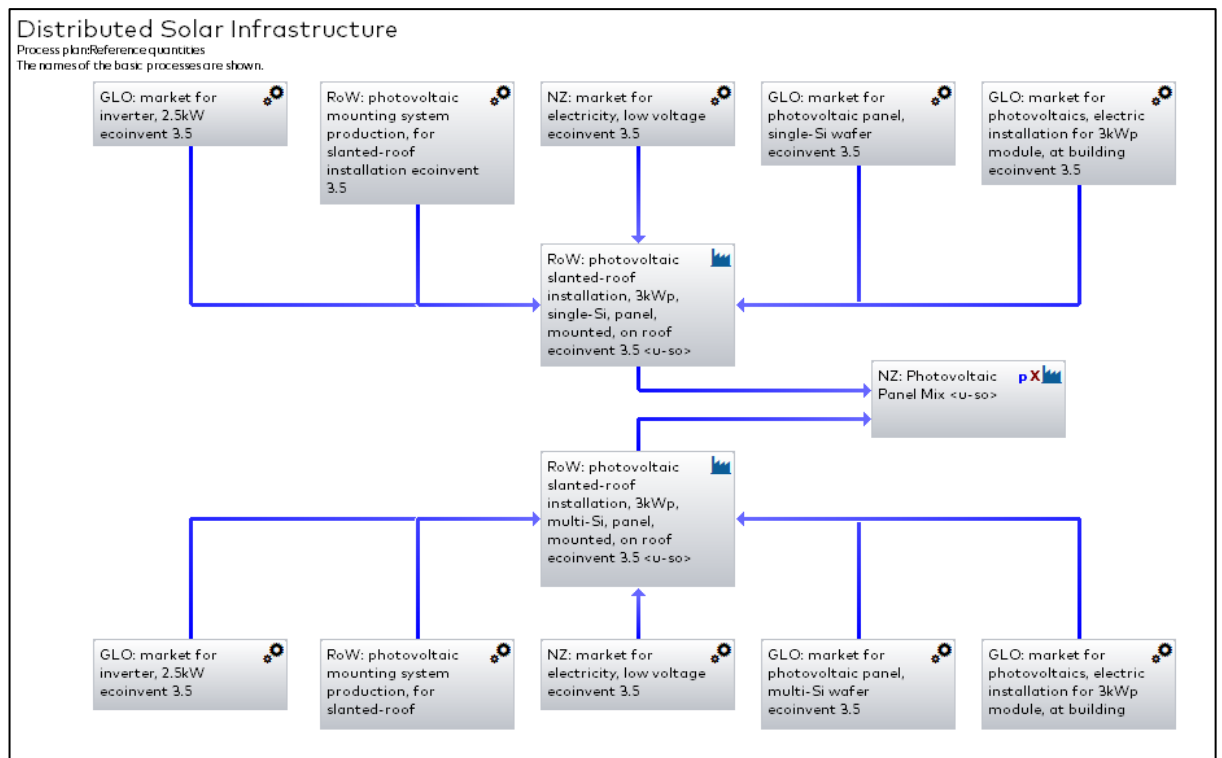 Distributed Solar Infrastructure
Process plan:Reference quantities
The names of the basic processes are shown.
GLO: market for
inverter, 2.5kW
ecoinvent 3.5
RoW: photovoltaic
mounting system
production, for
slanted-roof
installation ecoinvent
3.5
NZ: market for
electricity, low voltage
ecoinvent 3.5
GLO: market for
photovoltaic panel,
single-Si wafer
ecoinvent 3.5
GLO: market for
photovoltaics, electric
installation for 3kWp
module, at building
ecoinvent 3.5
RoW: photovoltaic
slanted-roof
installation, 3kWp,
single-Si, panel,
mounted, on roof
ecoinvent 3.5 <u-so>
NZ: Photovoltaic
Panel Mix <u-so>
p X
RoW: photovoltaic
slanted-roof
installation, 3kWp,
multi-Si, panel,
mounted, on roof
ecoinvent 3.5 <u-so>
GLO: market for
inverter, 2.5kW
ecoinvent 3.5
RoW: photovoltaic
mounting system
production, for
slanted-roof
NZ: market for
electricity, low voltage
ecoinvent 3.5
GLO: market for
photovoltaic panel,
multi-Si wafer
ecoinvent 3.5
GLO: market for
photovoltaics, electric
installation for 3kWp
module, at building